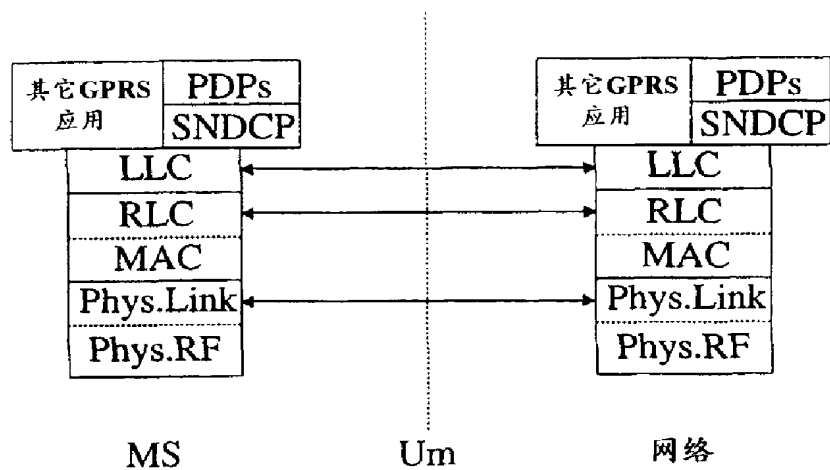 其它GPRS
应用
PDPs
SNDCP
LLC
RLC
MAC
Phys.Link
Phys.RF
MS
Um
其它GPRS
应用
PDPs
SNDCP
LLC
RLC
MAC
Phys.Link
Phys.RF
网络